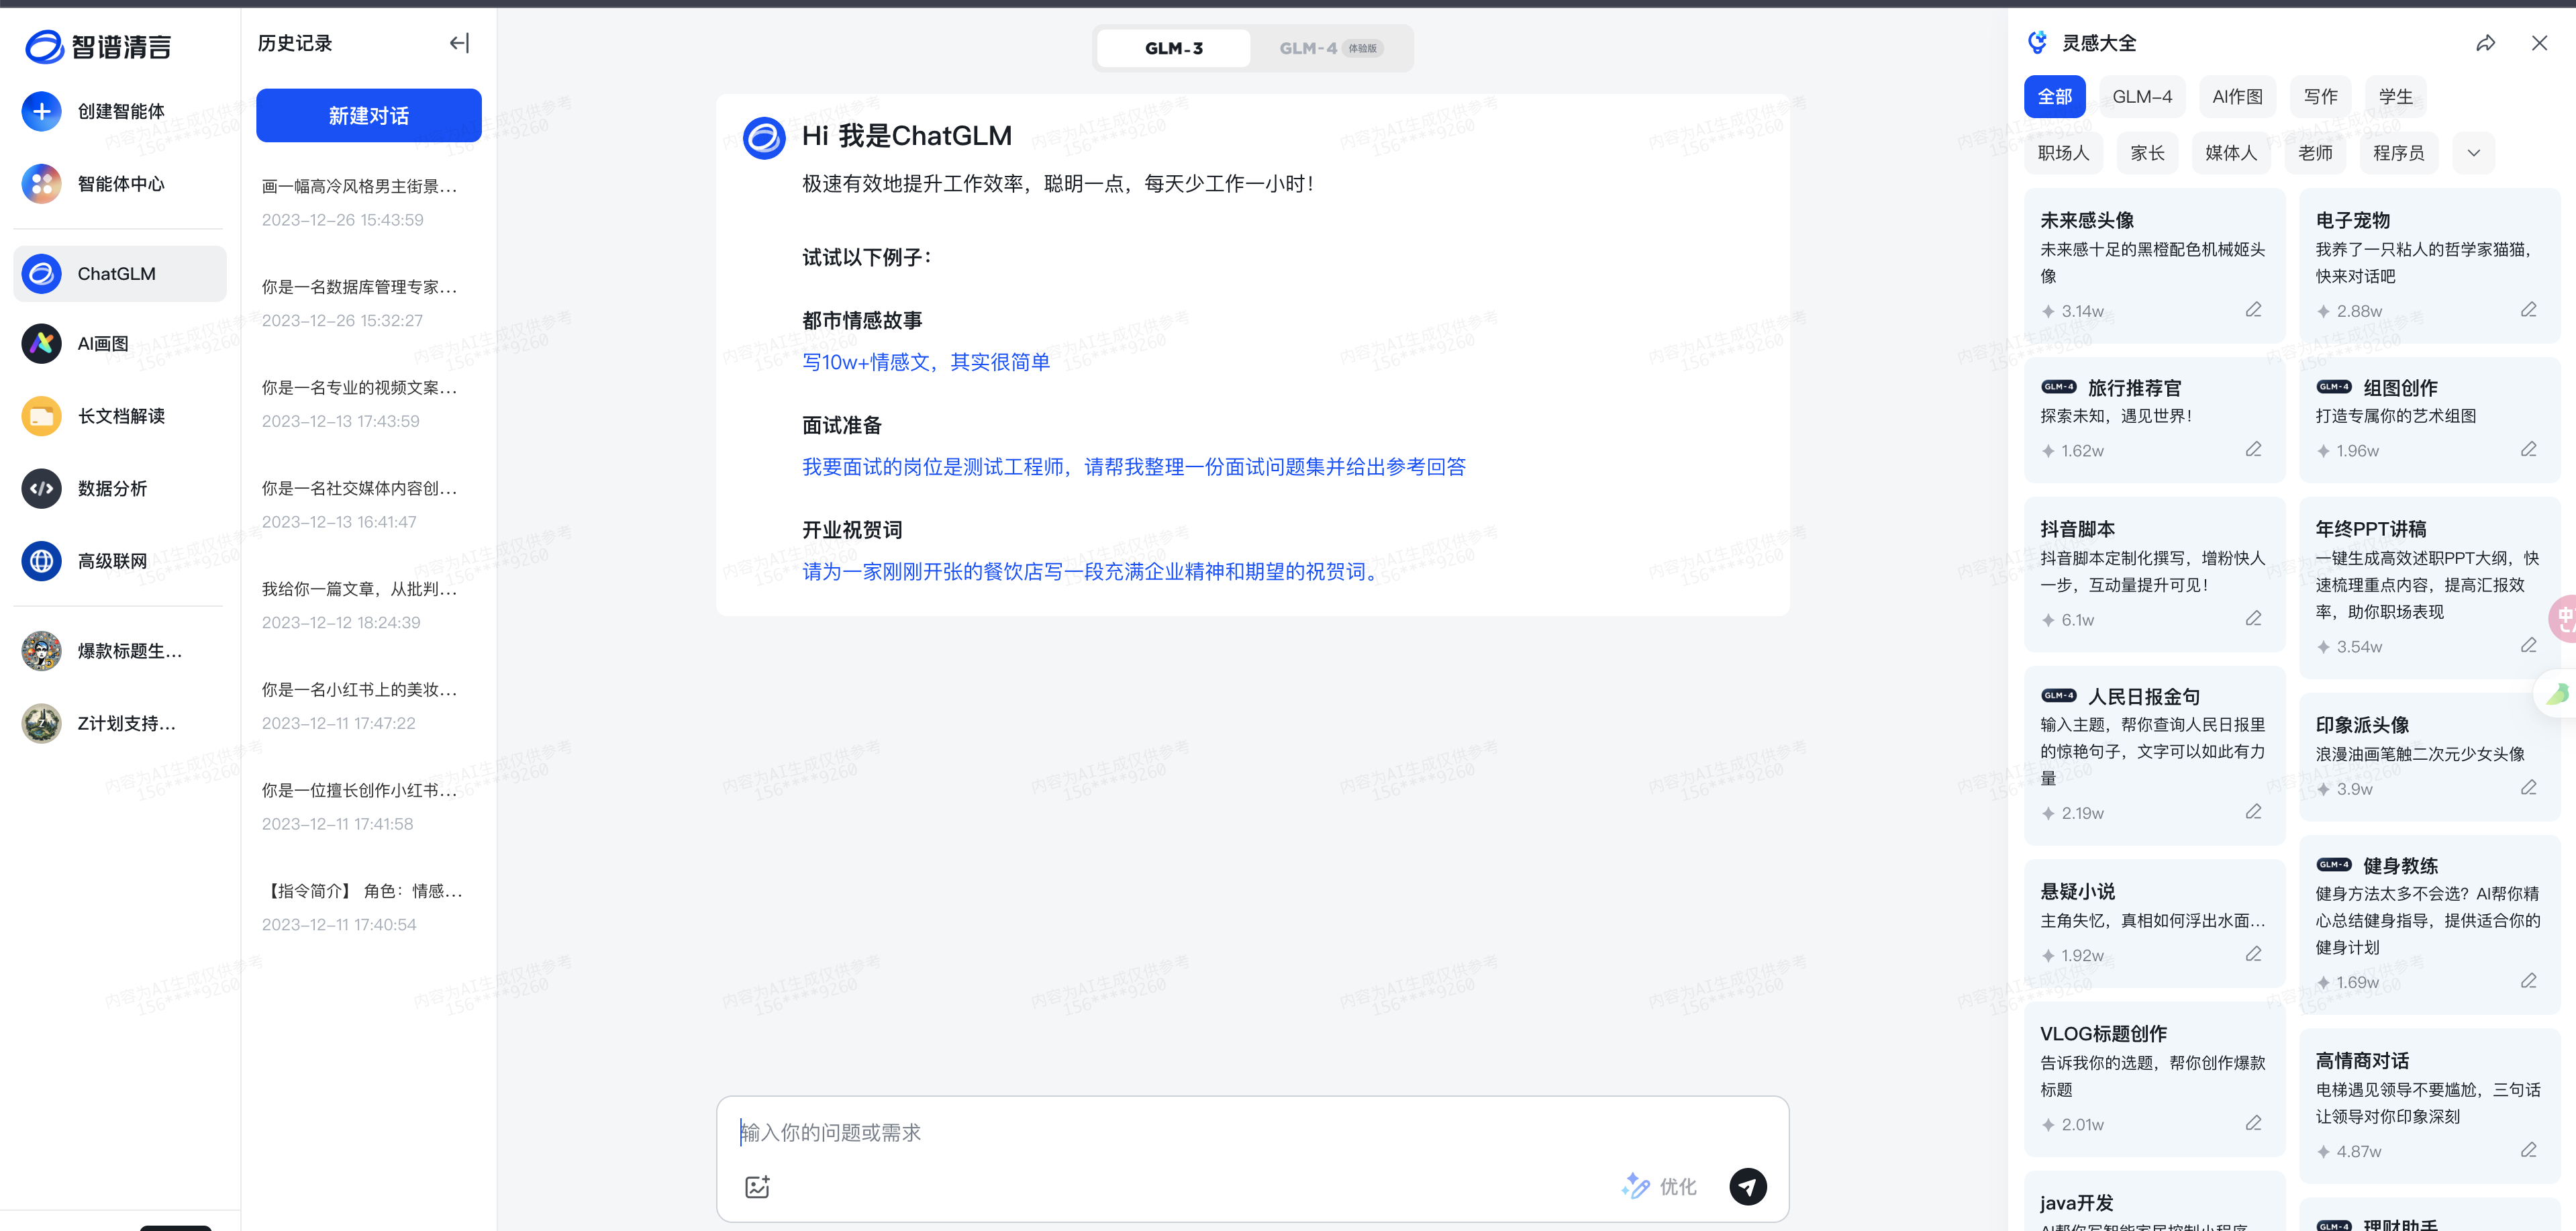 智谱清言
创建智能体
智能体中心
ChatGLM
AI画图
长文档解读
数据分析
高级联网
爆款标题生...
Z计划支持...
历史记录
新建对话
画一幅高冷风格男主街景...
2023-12-26 15:43:59
你是一名数据库管理专家...
2023-12-26 15:32:27
你是一名专业的视频文案...
2023-12-13 17:43:59
你是一名社交媒体内容创...
2023-12-13 16:41:47
我给你一篇文章，从批判...
2023-12-12 18:24:39
你是一名小红书上的美妆...
2023-12-11 17:47:22
你是一位擅长创作小红书...
2023-12-11 17:41:58
【指令简介】 角色：情感...
2023-12-11 17:40:54
GLM-3
GLM-4 体验版
Hi 我是ChatGLM
极速有效地提升工作效率，聪明一点，每天少工作一小时！
试试以下例子：
都市情感故事
写10w+情感文，其实很简单
面试准备
我要面试的岗位是测试工程师，请帮我整理一份面试问题集并给出参考回答
开业祝贺词
请为一家刚刚开张的餐饮店写一段充满企业精神和期望的祝贺词。
输入你的问题或需求
优化
灵感大全
全部 GLM-4 AI作图 写作 学生
职场人 家长 媒体人 老师 程序员
未来感头像
未来感十足的黑橙配色机械姬头
像
3.14w
电子宠物
我养了一只粘人的哲学家猫猫，
快来对话吧
2.88w
GLM-4 旅行推荐官
探索未知，遇见世界！
1.62w
GLM-4 组图创作
打造专属你的艺术组图
1.96w
抖音脚本
抖音脚本定制化撰写，增粉快人
一步，互动量提升可见！
6.1w
年终PPT讲稿
一键生成高效述职PPT大纲，快
速梳理重点内容，提高汇报效
率，助你职场表现
3.54w
GLM-4 人民日报金句
输入主题，帮你查询人民日报里
的惊艳句子，文字可以如此有力
量
2.19w
印象派头像
浪漫油画笔触二次元少女头像
3.9w
悬疑小说
主角失忆，真相如何浮出水面...
1.92w
GLM-4 健身教练
健身方法太多不会选？AI帮你精
心总结健身指导，提供适合你的
健身计划
1.69w
VLOG标题创作
告诉我你的选题，帮你创作爆款
标题
2.01w
高情商对话
电梯遇见领导不要尴尬，三句话
让领导对你印象深刻
4.87w
java开发
AI帮你写智能家居控制小程序
GLM-4 理财助手
内容为AI生成仅供参考
156****9260